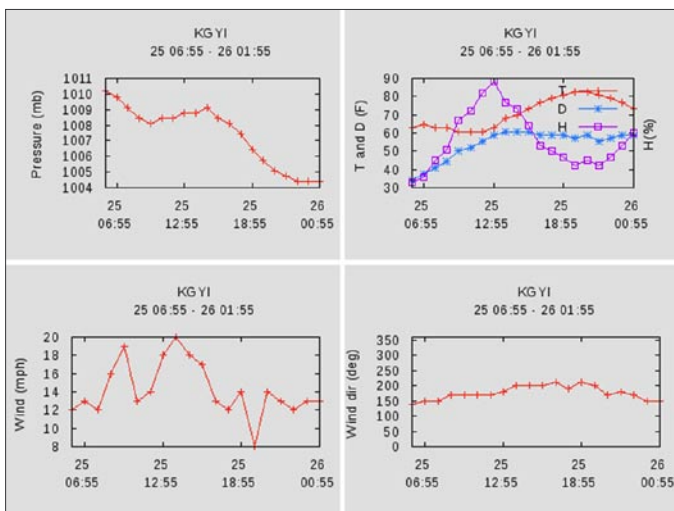 KGYI
25 06:55 - 26 01:55
Pressure (mb)
1011
1010
1009
1008
1007
1006
1005
1004
25 25 25 26
06:55 12:55 18:55 00:55
KGYI
25 06:55 - 26 01:55
T and D (F)
90
80
70
60
50
40
30
T
D
H
H(%)
25 25 25 26
06:55 12:55 18:55 00:55
KGYI
25 06:55 - 26 01:55
Wind (mph)
20
18
16
14
12
10
8
25 25 25 26
06:55 12:55 18:55 00:55
KGYI
25 06:55 - 26 01:55
Wind dir (deg)
350
300
250
200
150
100
50
0
25 25 25 26
06:55 12:55 18:55 00:55